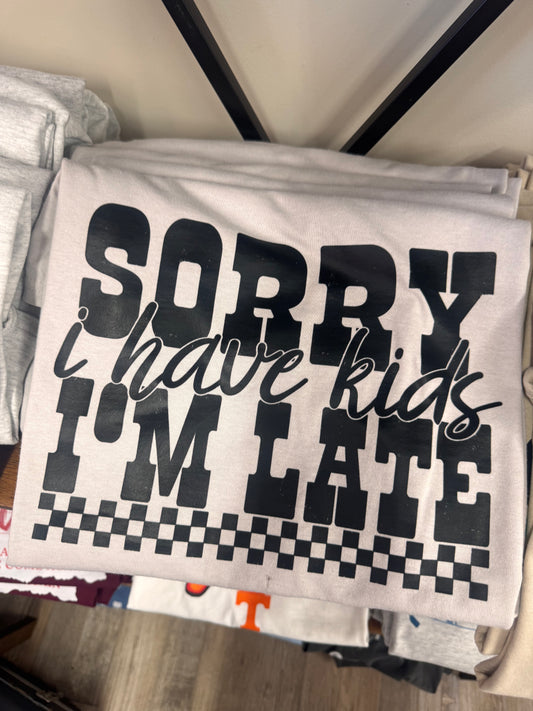 SORRY
i have kids
I'M LATE
T